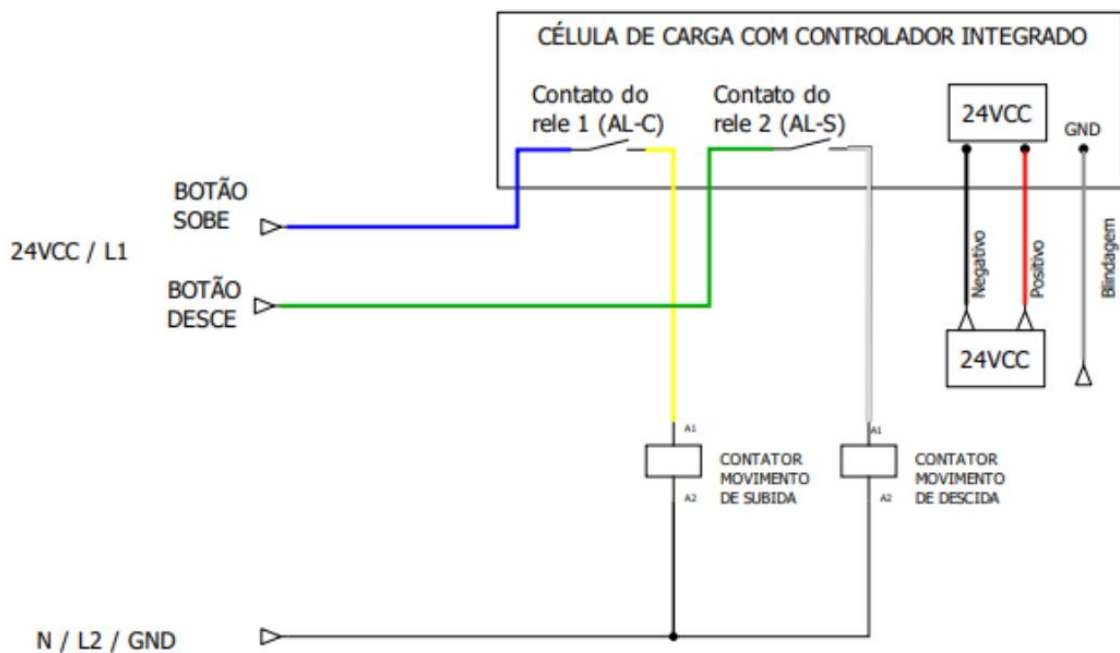 CÉLULA DE CARGA COM CONTROLADOR INTEGRADO
Contato do
rele 1 (AL-C)
Contato do
rele 2 (AL-S)
24VCC
GND
BOTÃO
SOBE
24VCC / L1
BOTÃO
DESCE
Negativo
Positivo
Blindagem
24VCC
A1
CONTATOR
MOVIMENTO
DE SUBIDA
A2
A1
CONTATOR
MOVIMENTO
DE DESCIDA
A2
N / L2 / GND